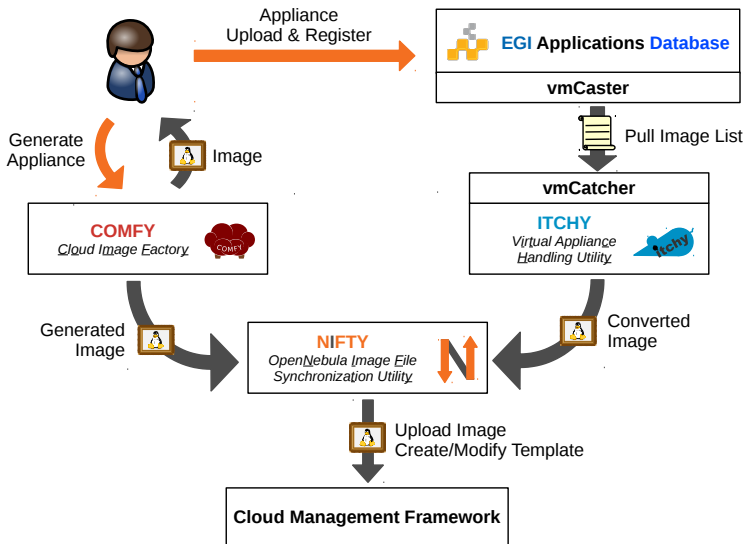 Appliance
Upload & Register
EGI Applications Database
vmCaster
Generate
Appliance
Image
Pull Image List
vmCatcher
COMFY
Cloud Image Factory
COMFY
ITCHY
Virtual Appliance
Handling Utility
itchy
Generated
Image
NIFTY
OpenNebula Image File
Synchronization Utility
N
Converted
Image
Upload Image
Create/Modify Template
Cloud Management Framework